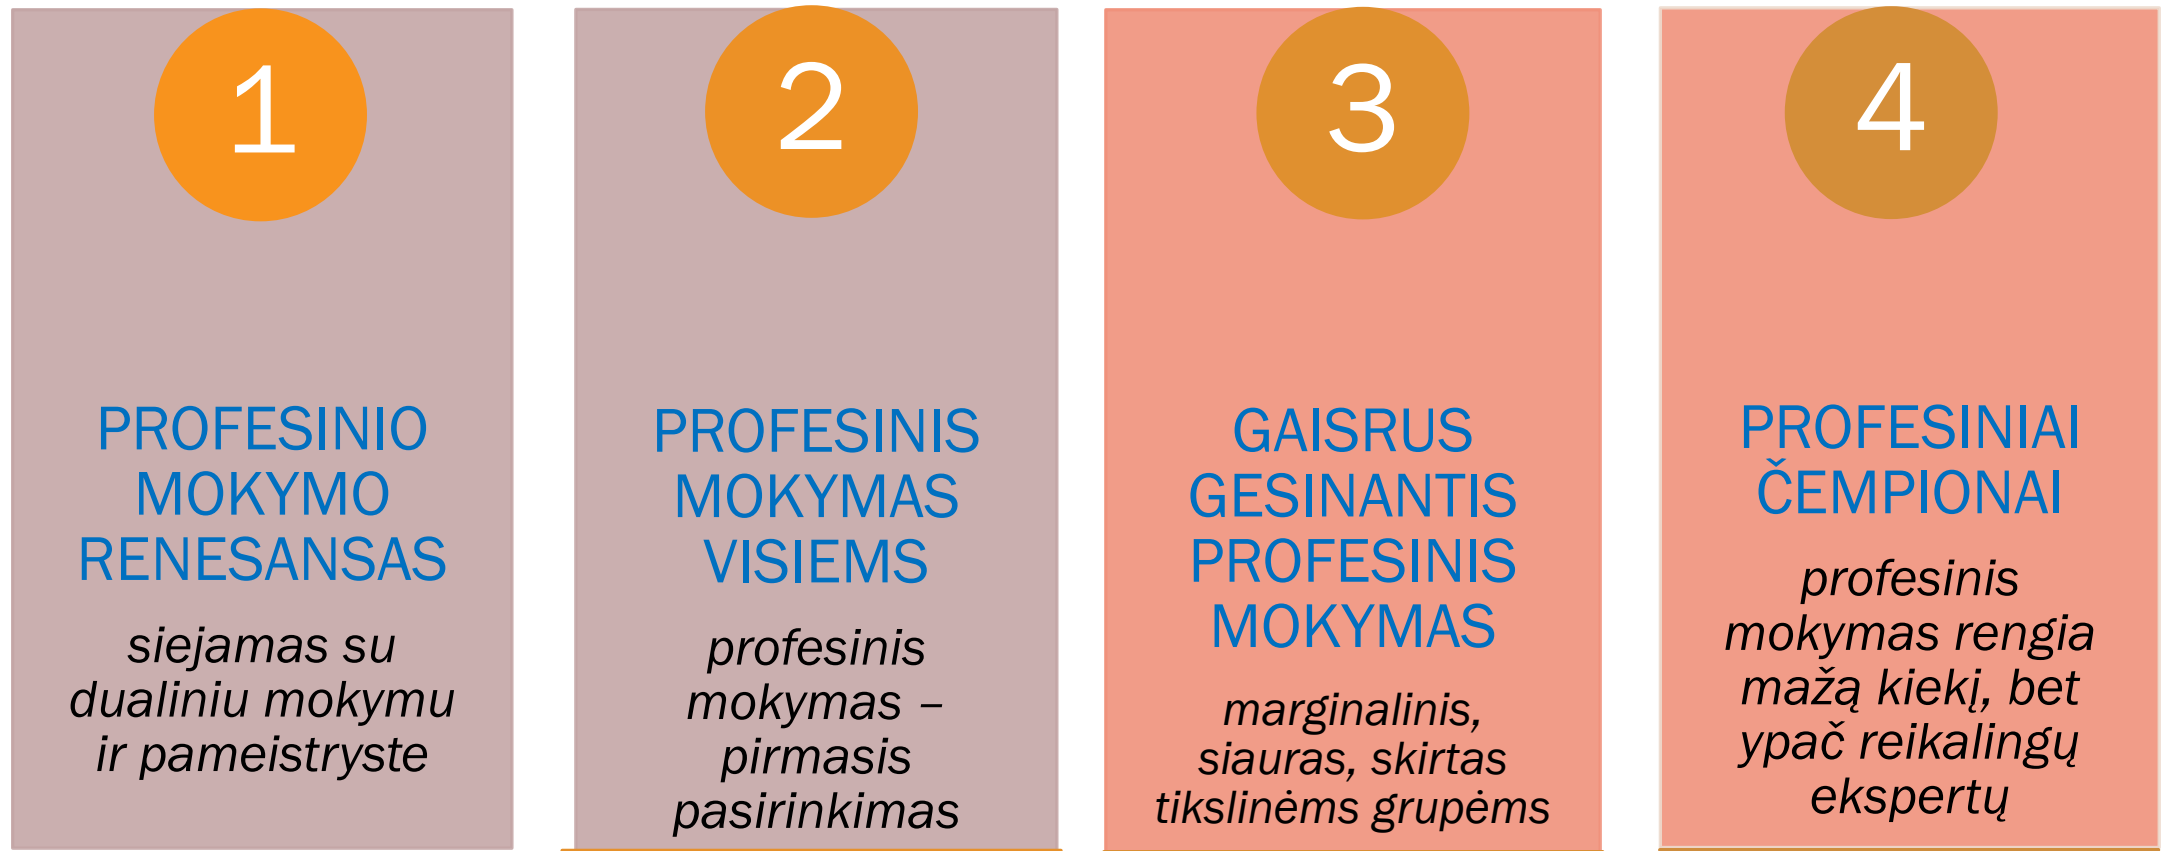 1
PROFESINIO
MOKYMO
RENESANSAS
siejamas su
dualiniu mokymu
ir pameistryste
2
PROFESINIS
MOKYMAS
VISIEMS
profesinis
mokymas –
pirmasis
pasirinkimas
3
GAISRUS
GESINANTIS
PROFESINIS
MOKYMAS
marginalinis,
siauras, skirtas
tikslinėms grupėms
4
PROFESINIAI
ČEMPIONAI
profesinis
mokymas rengia
mažą kiekį, bet
ypač reikalingų
ekspertų